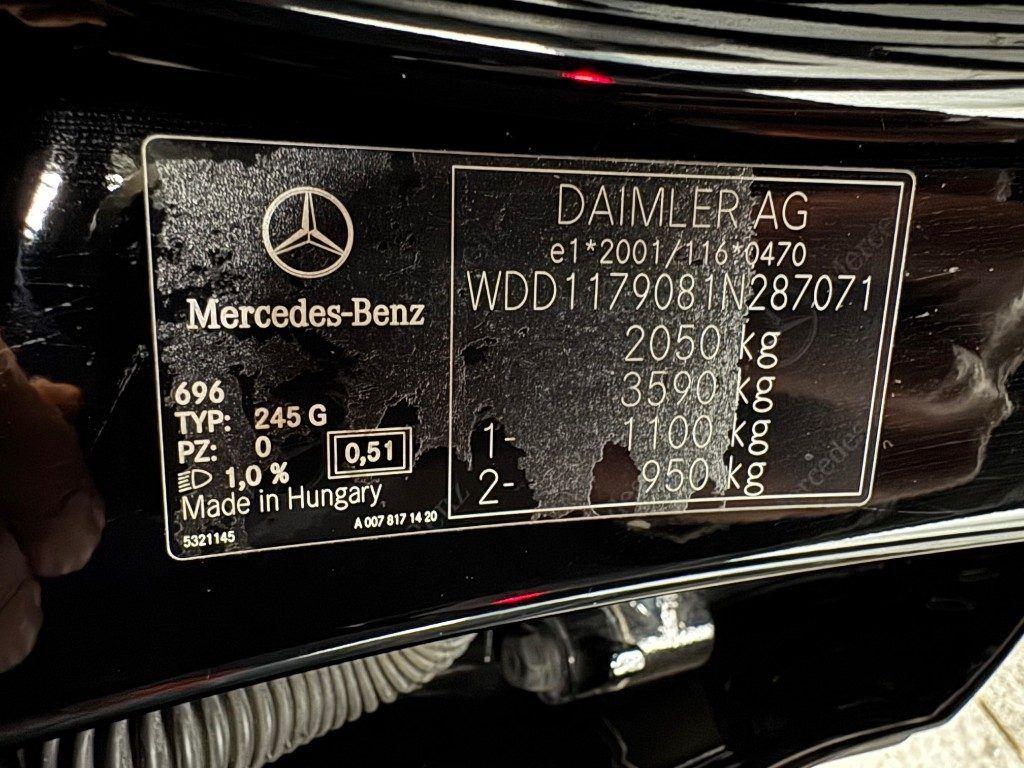 Mercedes-Benz
696
TYP: 245 G
PZ: 0
1,0 %
0,51
Made in Hungary
A 007 817 14 20
5321145
DAIMLER AG
e1*2001/116*0470
WDD1179081N287071
2050 kg
3590 kg
1- 1100 kg
2- 950 kg